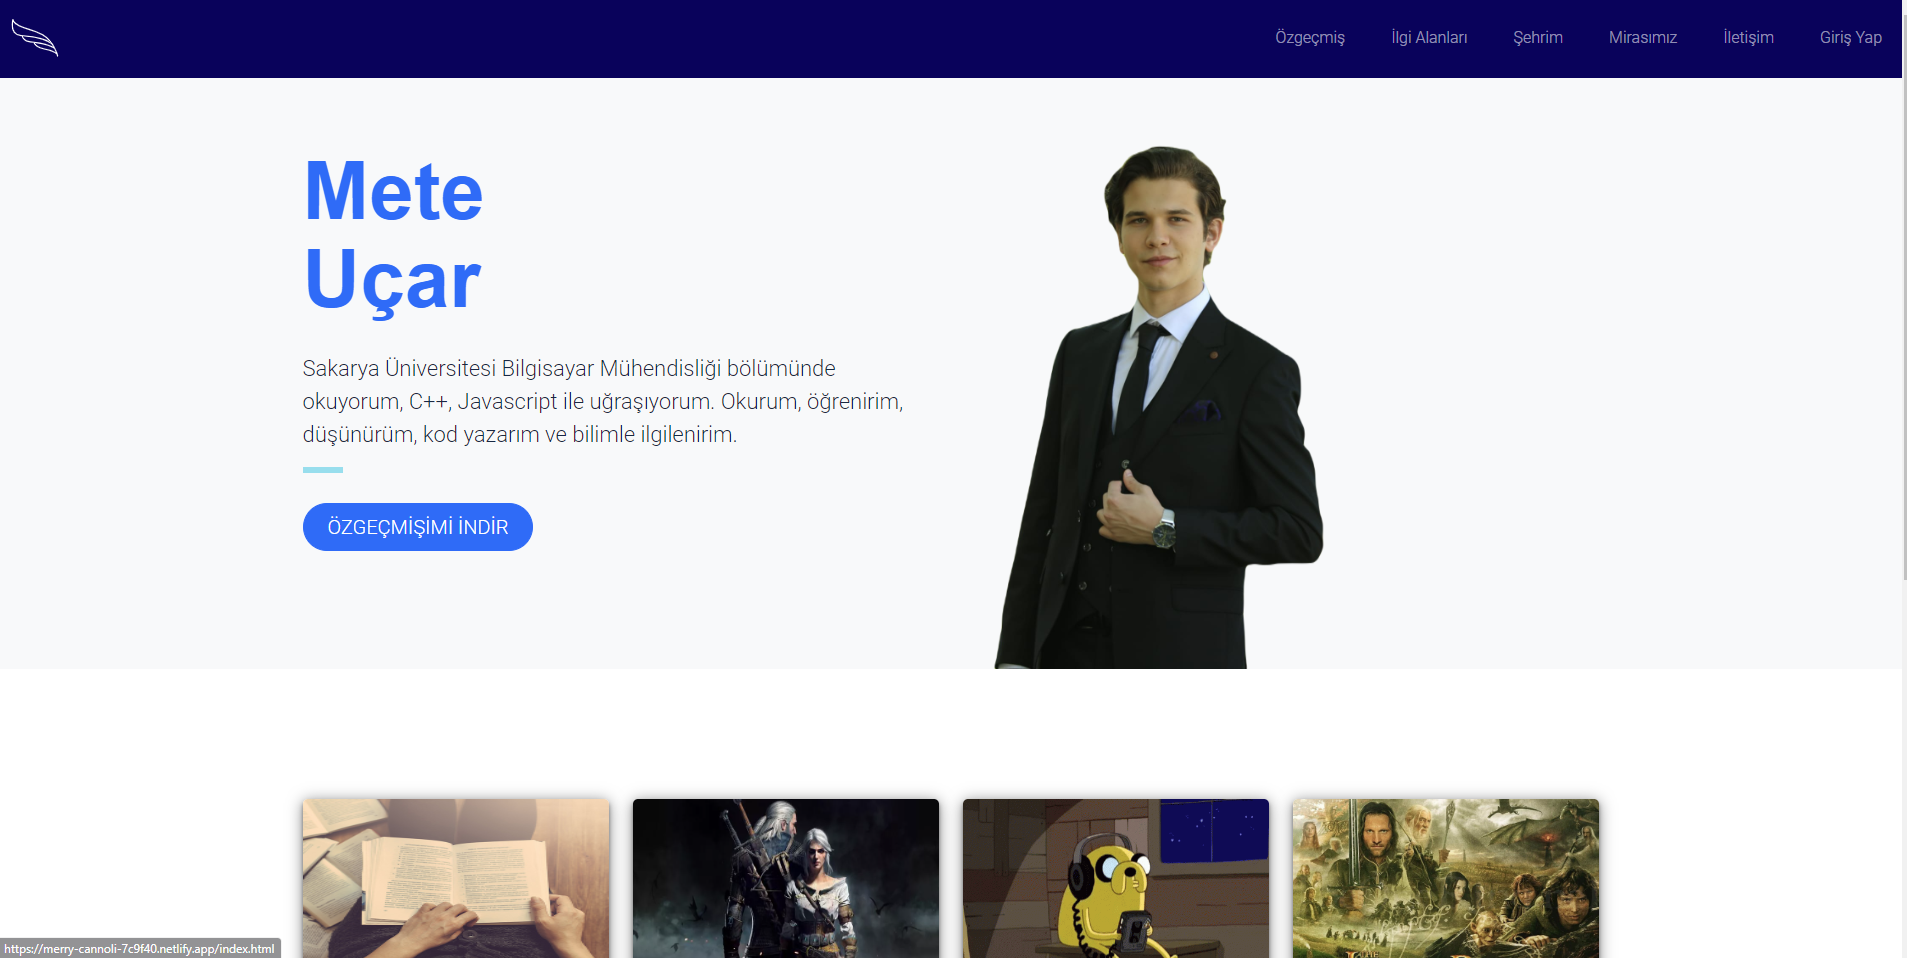 Özgeçmiş İlgi Alanları Şehrim Mirasımız İletişim Giriş Yap
Mete
Uçar
Sakarya Üniversitesi Bilgisayar Mühendisliği bölümünde
okuyorum, C++, Javascript ile uğraşıyorum. Okurum, öğrenirim,
düşünürüm, kod yazarım ve bilimle ilgilenirim.
ÖZGEÇMİŞİMİ İNDİR
https://merry-cannoli-7c9f40.netlify.app/index.html